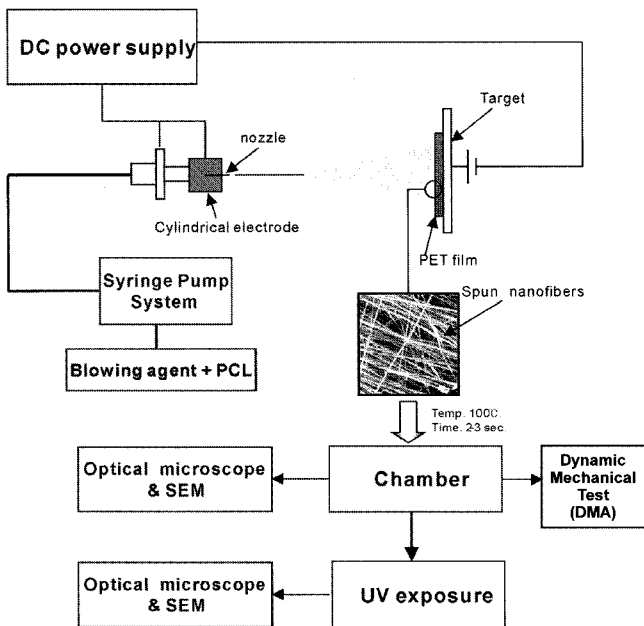 DC power supply
Target
nozzle
Cylindrical electrode
PET film
Syringe Pump
System
Spun nanofibers
Blowing agent + PCL
Temp. 100℃.
Time. 2-3 sec.
Optical microscope
& SEM
Chamber
Dynamic
Mechanical
Test
(DMA)
Optical microscope
& SEM
UV exposure